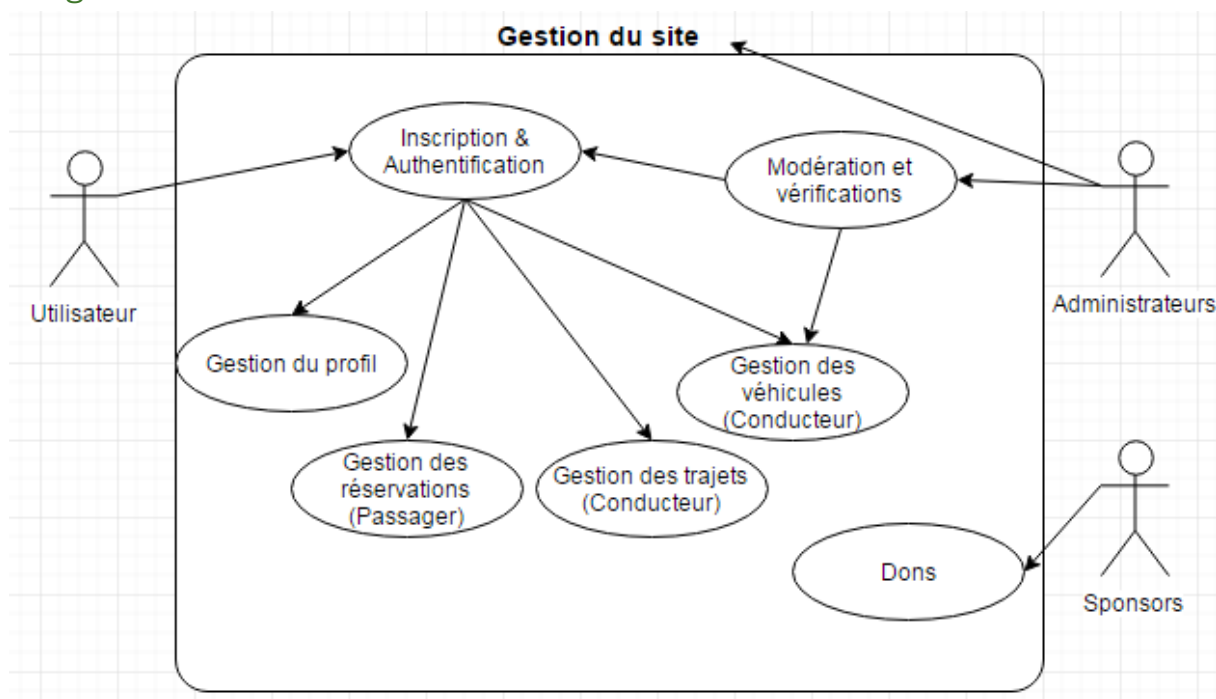 Gestion du site
Inscription &
Authentification
Modération et
vérifications
Utilisateur
Administrateurs
Gestion du profil
Gestion des
véhicules
(Conducteur)
Gestion des
réservations
(Passager)
Gestion des trajets
(Conducteur)
Dons
Sponsors